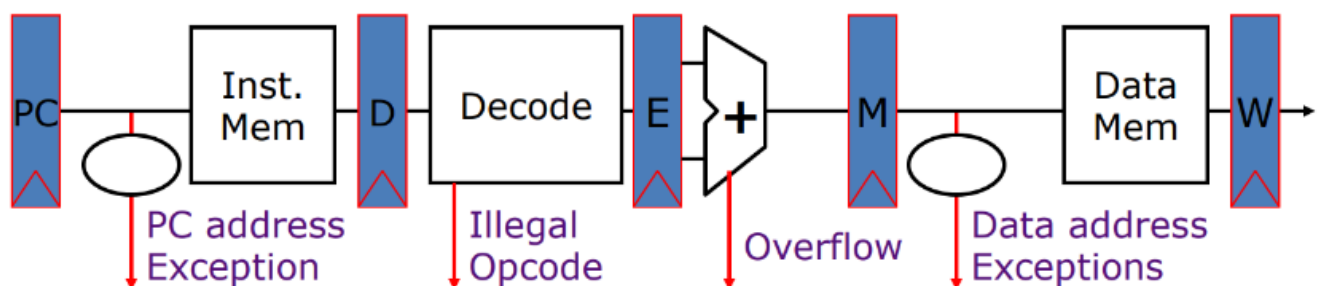 PC
Inst.
Mem
D
Decode
E
+
M
Data
Mem
W
PC address
Exception
Illegal
Opcode
Overflow
Data address
Exceptions